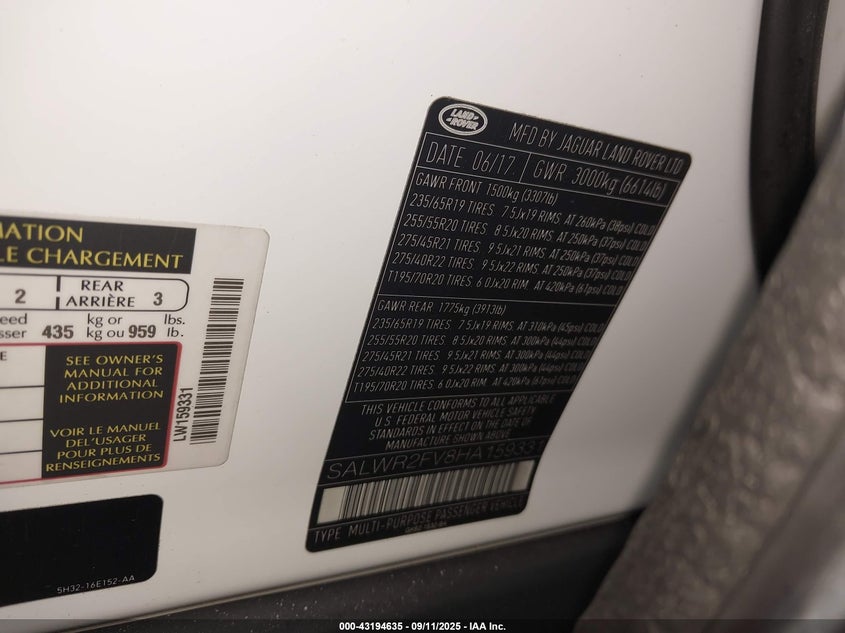 MATION
LE CHARGEMENT
2 REAR ARRIÈRE 3
eed kg or lbs.
sser 435 kg ou 959 lb.
E
SEE OWNER'S
MANUAL FOR
ADDITIONAL
INFORMATION
VOIR LE MANUEL
DEL'USAGER
POUR PLUS DE
RENSEIGNEMENTS
LW159331
5H32-16E152-AA
LAND
ROVER
MFD BY JAGUAR LAND ROVER LTD
DATE 06/17. GWR 3000kg (6614lb)
GAWR FRONT 1500kg (3307lb)
235/65R19 TIRES 7.5Jx19 RIMS AT 260kPa (38psi) COLD
255/55R20 TIRES 8.5Jx20 RIMS AT 250kPa (37psi) COLD
275/45R21 TIRES 9.5Jx21 RIMS AT 250kPa (37psi) COLD
275/40R22 TIRES 9.5Jx22 RIMS AT 250kPa (37psi) COLD
T195/70R20 TIRES 6.0Jx20 RIM. AT 420kPa (61psi) COLD
GAWR REAR 1775kg (3913lb)
235/65R19 TIRES 7.5Jx19 RIMS AT 310kPa (45psi) COLD
255/55R20 TIRES 8.5Jx20 RIMS AT 300kPa (44psi) COLD
275/45R21 TIRES 9.5Jx21 RIMS AT 300kPa (44psi) COLD
275/40R22 TIRES 9.5Jx22 RIMS AT 300kPa (44psi) COLD
T195/70R20 TIRES 6.0Jx20 RIM. AT 420kPa (61psi) COLD
THIS VEHICLE CONFORMS TO ALL APPLICABLE
U.S. FEDERAL MOTOR VEHICLE SAFETY
STANDARDS IN EFFECT ON THE DATE OF
MANUFACTURE SHOWN ABOVE
SALWR2FV8HA159331
TYPE MULTI-PURPOSE PASSENGER VEHICLE
000-43194635 - 09/11/2025 - IAA Inc.